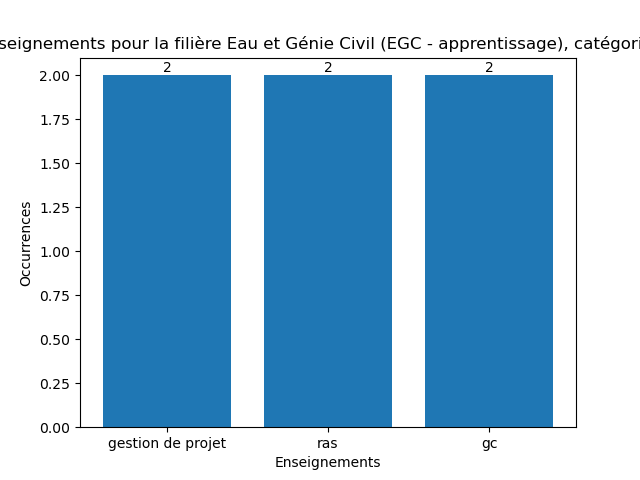 seignements pour la filière Eau et Génie Civil (EGC - apprentissage), catégori
2 2 2
2.00
1.75
1.50
1.25
1.00
0.75
0.50
0.25
0.00
Occurrences
gestion de projet ras gc
Enseignements